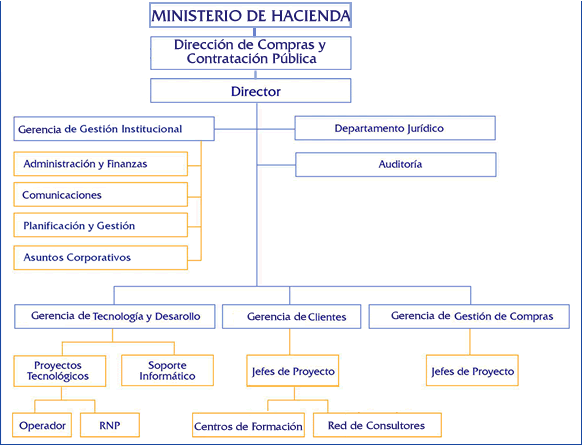 MINISTERIO DE HACIENDA
Dirección de Compras y
Contratación Pública
Director
Gerencia de Gestión Institucional
Departamento Jurídico
Administración y Finanzas
Auditoría
Comunicaciones
Planificación y Gestión
Asuntos Corporativos
Gerencia de Tecnología y Desarollo
Gerencia de Clientes
Gerencia de Gestión de Compras
Proyectos
Tecnológicos
Soporte
Informático
Jefes de Proyecto
Jefes de Proyecto
Operador
RNP
Centros de Formación
Red de Consultores